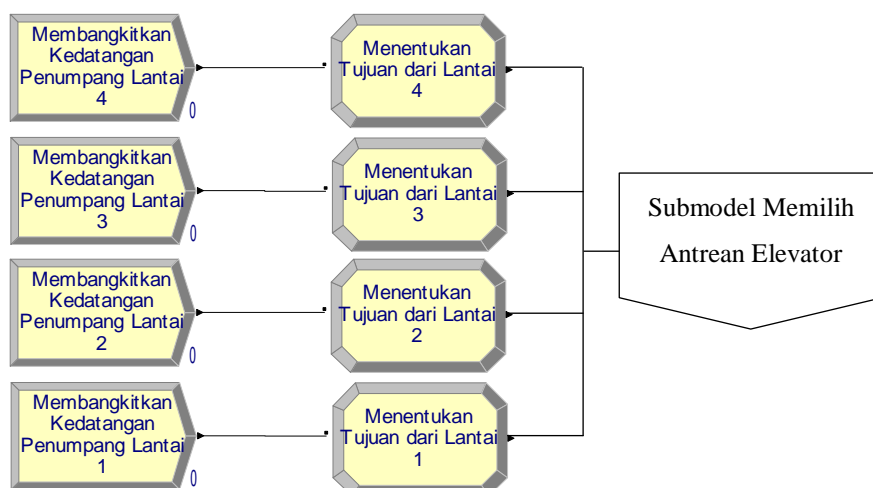 Membangkitkan
Kedatangan
Penumpang Lantai
4
0
Menentukan
Tujuan dari Lantai
4
Membangkitkan
Kedatangan
Penumpang Lantai
3
0
Menentukan
Tujuan dari Lantai
3
Submodel Memilih
Antrean Elevator
Membangkitkan
Kedatangan
Penumpang Lantai
2
0
Menentukan
Tujuan dari Lantai
2
Membangkitkan
Kedatangan
Penumpang Lantai
1
0
Menentukan
Tujuan dari Lantai
1